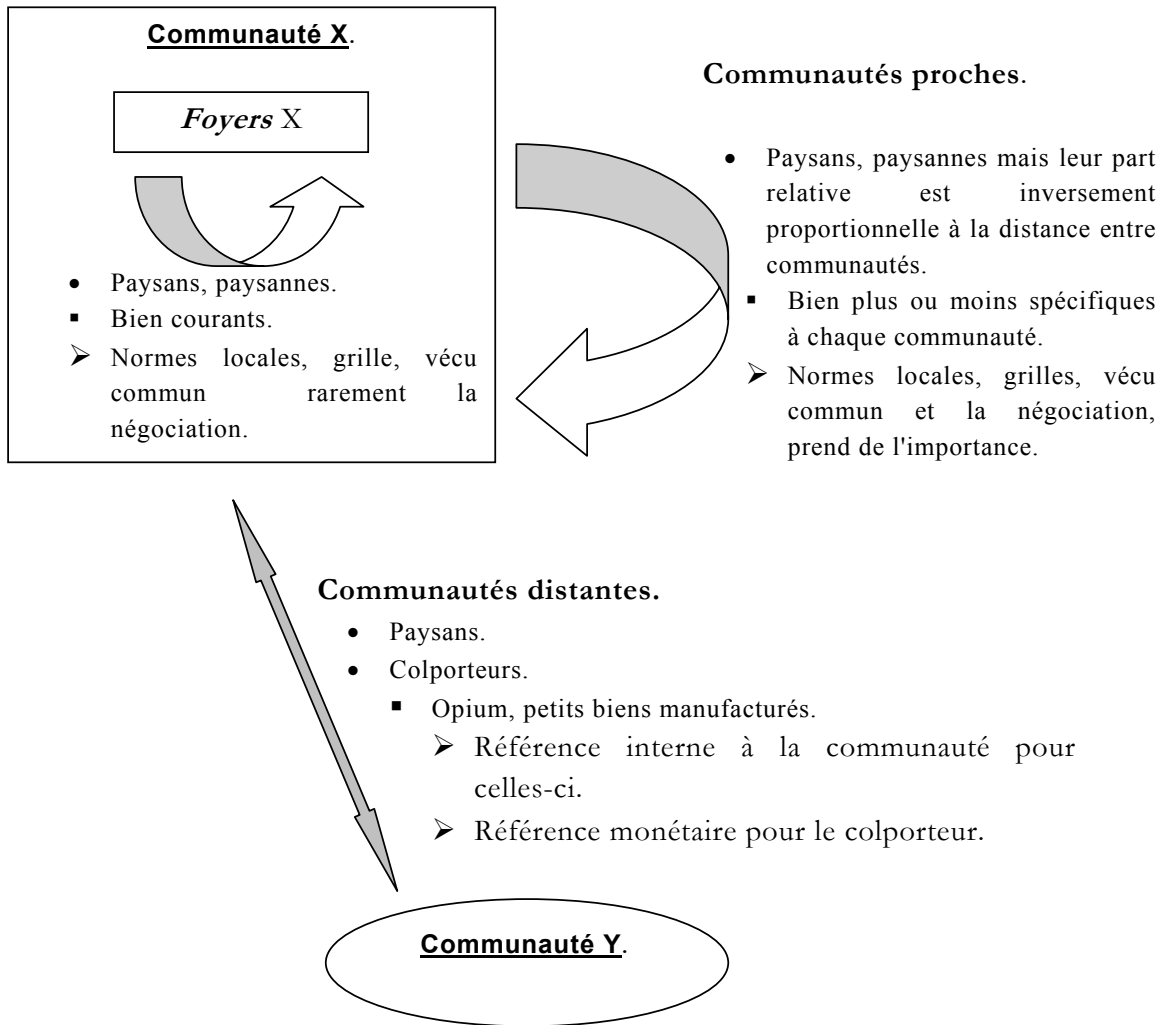 Communauté X.
Foyers X
• Paysans, paysannes.
▪ Bien courants.
➢ Normes locales, grille, vécu
commun rarement la
négociation.
Communautés proches.
• Paysans, paysannes mais leur part
relative est inversement
proportionnelle à la distance entre
communautés.
▪ Bien plus ou moins spécifiques
à chaque communauté.
➢ Normes locales, grilles, vécu
commun et la négociation,
prend de l'importance.
Communautés distantes.
• Paysans.
• Colporteurs.
▪ Opium, petits biens manufacturés.
➢ Référence interne à la communauté pour
celles-ci.
➢ Référence monétaire pour le colporteur.
Communauté Y.